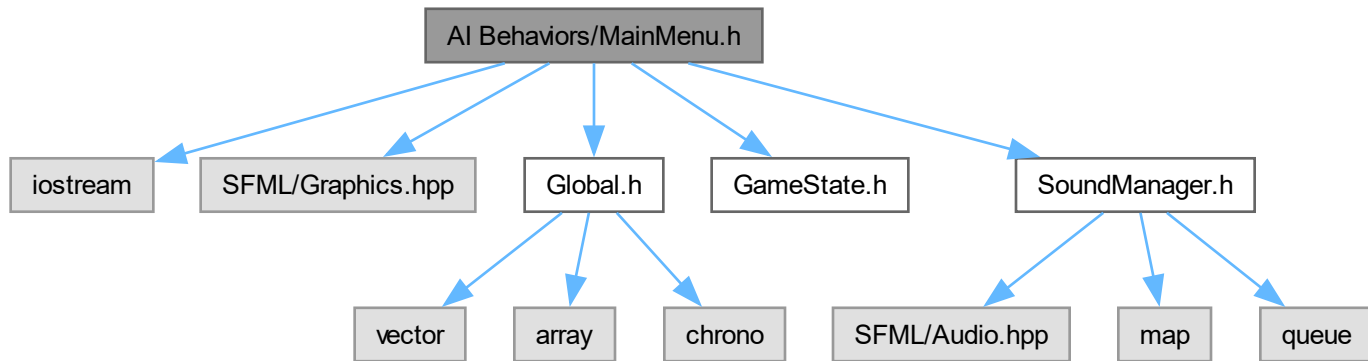 AI Behaviors/MainMenu.h
iostream
SFML/Graphics.hpp
Global.h
GameState.h
SoundManager.h
vector
array
chrono
SFML/Audio.hpp
map
queue